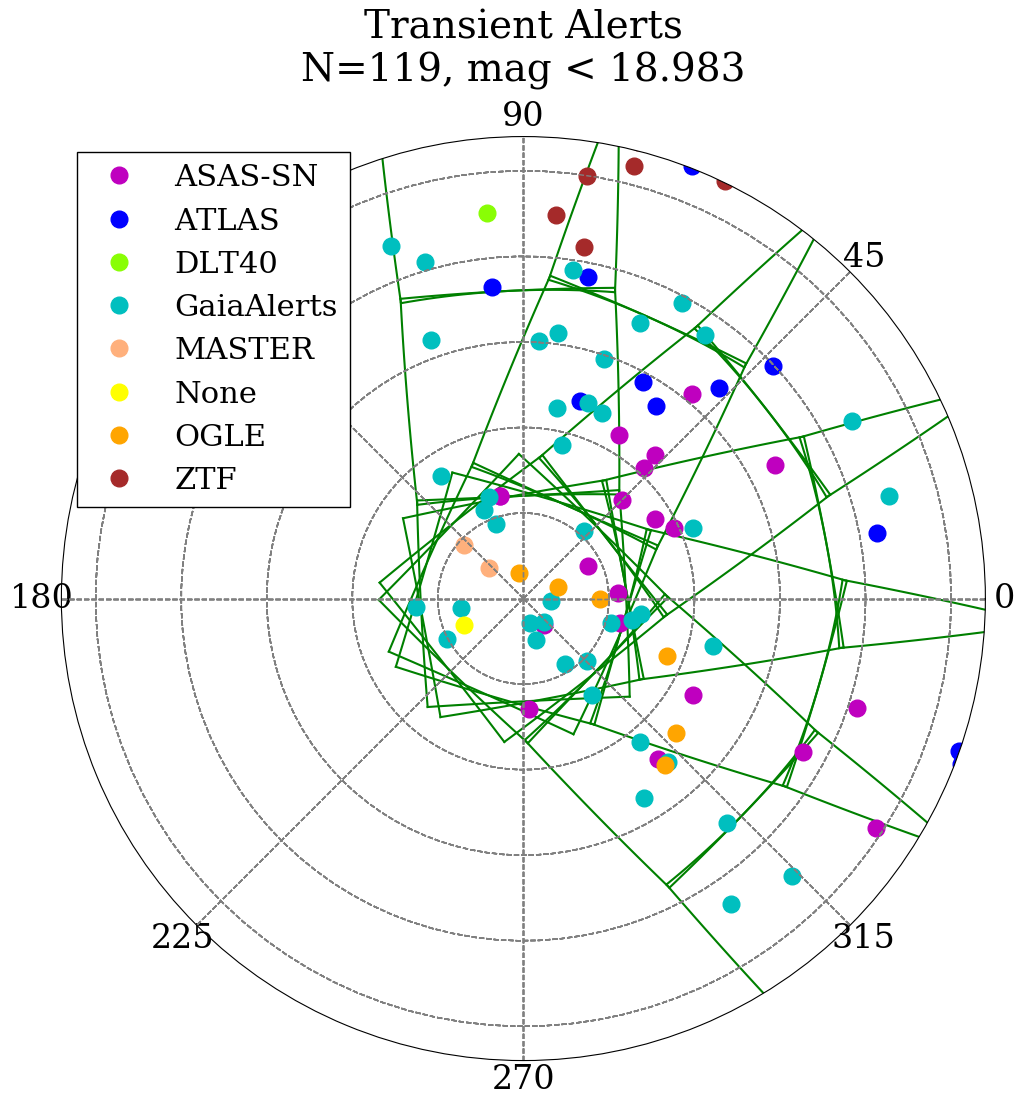 Transient Alerts
N=119, mag < 18.983
90
ASAS-SN
ATLAS
DLT40
GaiaAlerts
MASTER
None
OGLE
ZTF
45
180
0
225
315
270